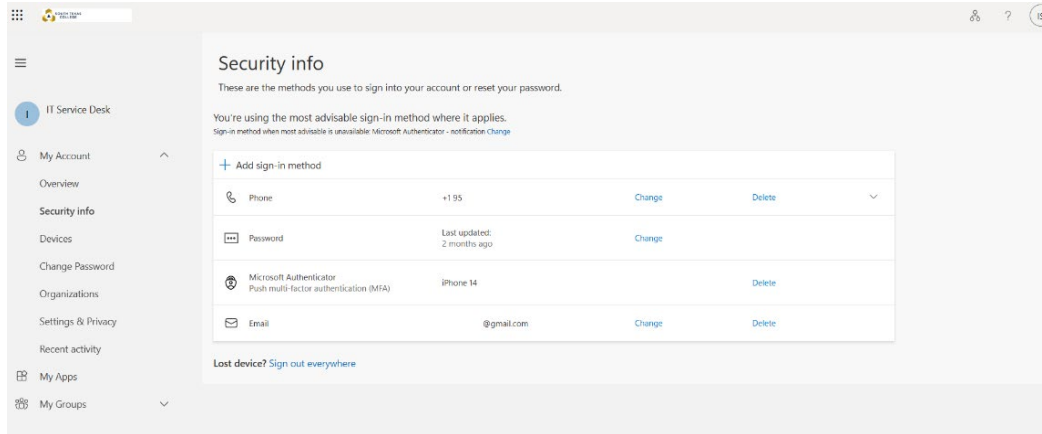 SOUTH TEXAS
COLLEGE
?
IS
Security info
These are the methods you use to sign into your account or reset your password.
I
IT Service Desk
You're using the most advisable sign-in method where it applies.
Sign-in method when most advisable is unavailable: Microsoft Authenticator - notification Change
My Account
Overview
Security info
Devices
Change Password
Organizations
Settings & Privacy
Recent activity
My Apps
My Groups
+ Add sign-in method
Phone +1 95 Change Delete
Password Last updated: Change
2 months ago
Microsoft Authenticator iPhone 14 Delete
Push multi-factor authentication (MFA)
Email @gmail.com Change Delete
Lost device? Sign out everywhere